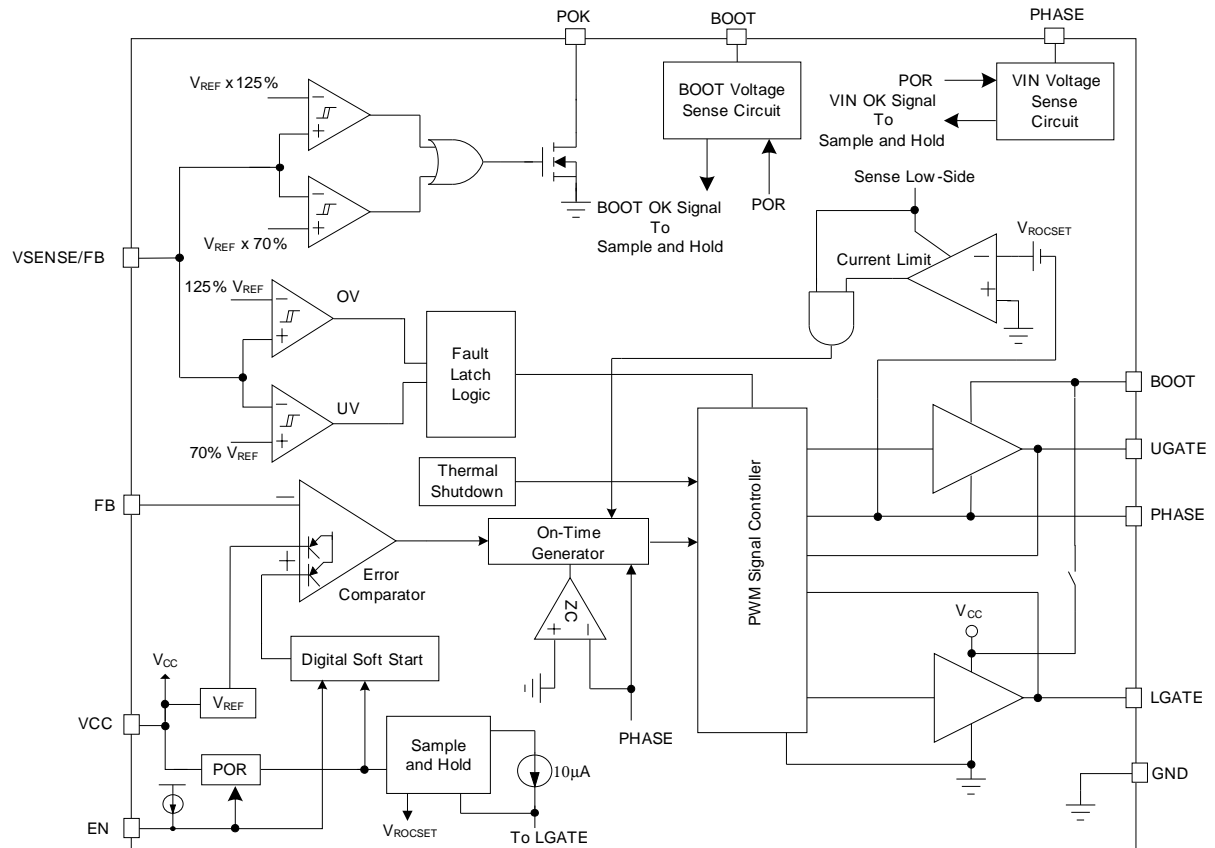 POK
BOOT
PHASE
VREF x 125%
−
+
−
+
VREF x 70%
BOOT Voltage
Sense Circuit
BOOT OK Signal
To
Sample and Hold
POR
POR
VIN OK Signal
To
Sample and Hold
VIN Voltage
Sense
Circuit
Sense Low-Side
VROCSET
Current Limit
−
+
VSENSE/FB
125% VREF
−
+
OV
−
+
UV
70% VREF
Fault
Latch
Logic
BOOT
UGATE
PHASE
Thermal
Shutdown
FB
−
+
Error
Comparator
On-Time
Generator
ZC
+
−
PHASE
PWM Signal Controller
VCC
LGATE
GND
Digital Soft Start
VCC
VREF
VCC
POR
Sample
and Hold
10μA
VROCSET
To LGATE
EN